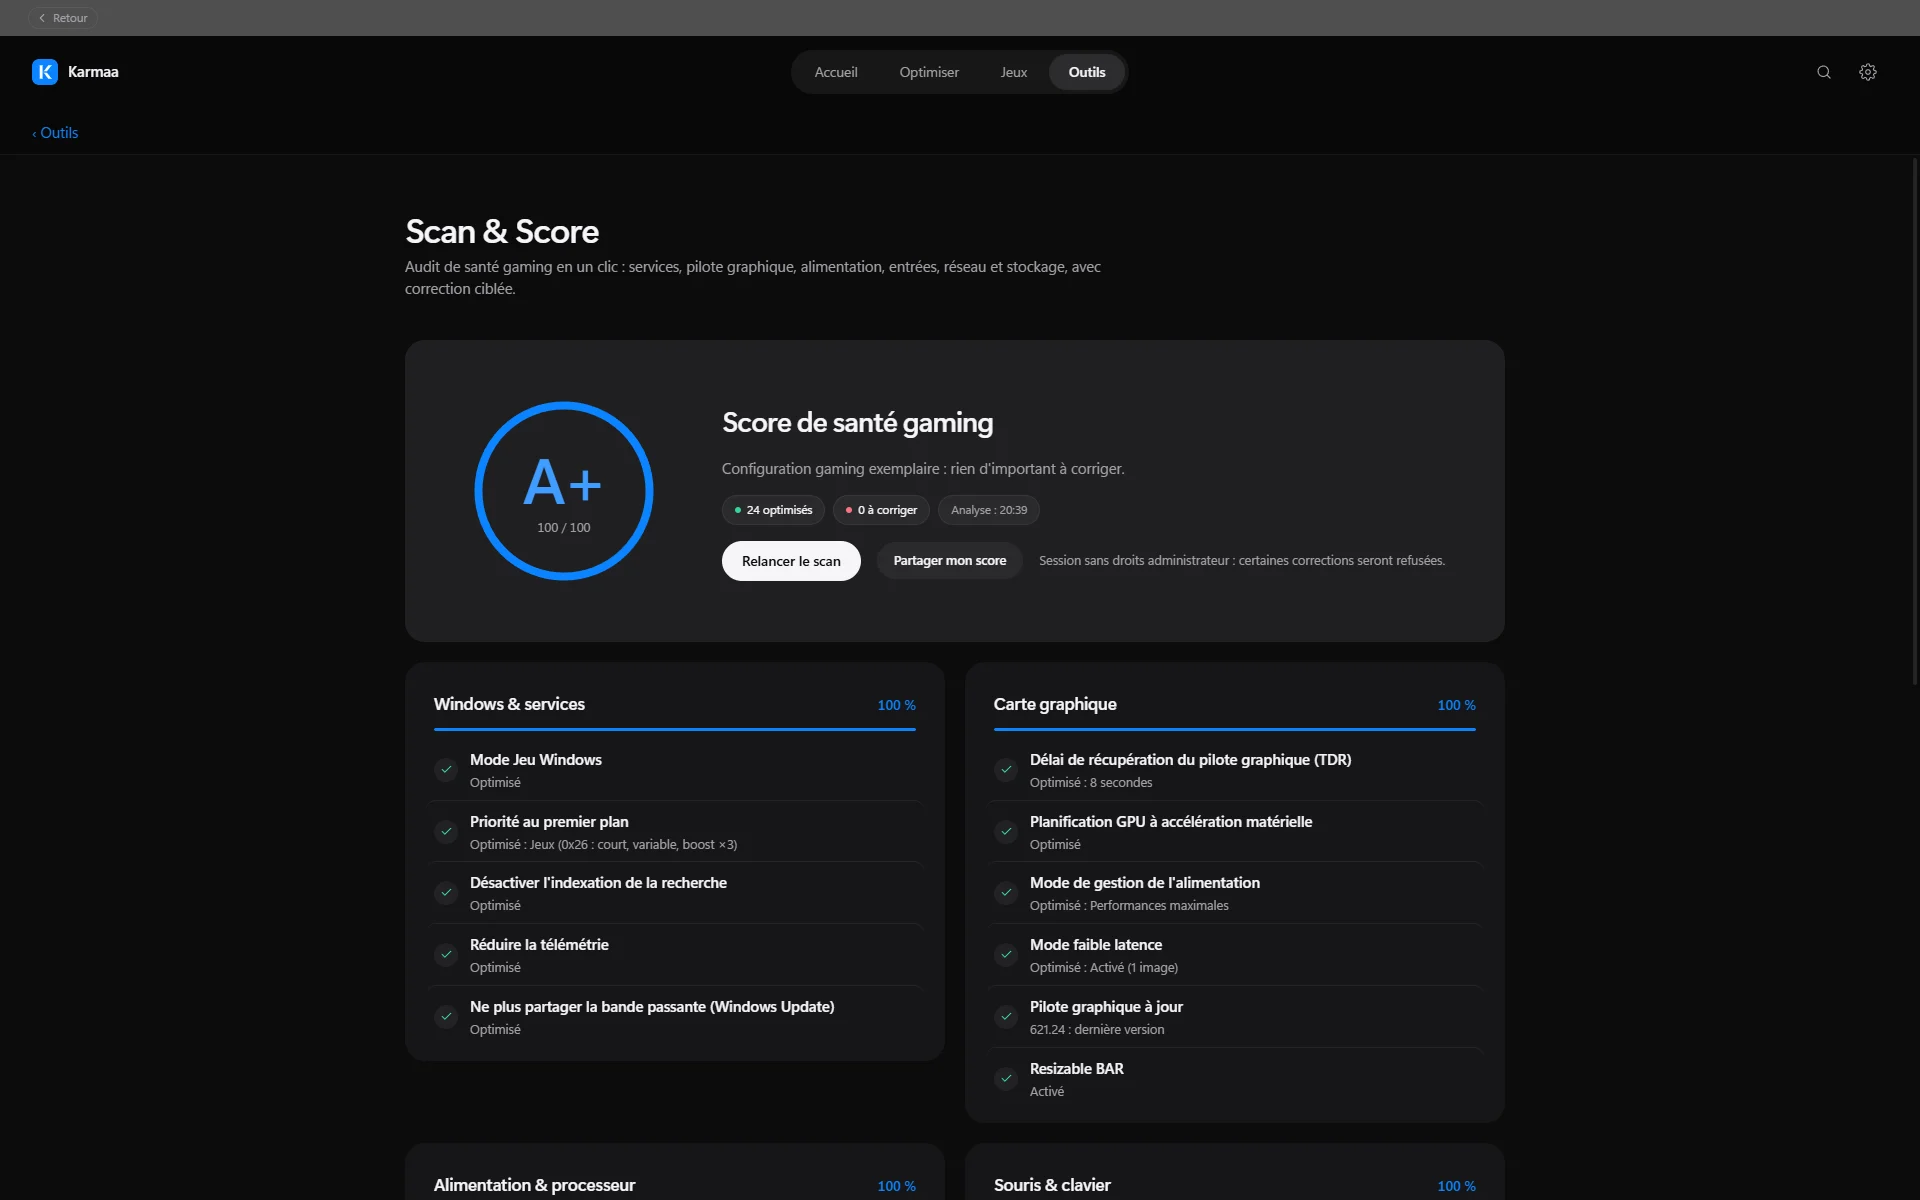 Retour
Karmaa
Accueil
Optimiser
Jeux
Outils
‹ Outils
Scan & Score
Audit de santé gaming en un clic : services, pilote graphique, alimentation, entrées, réseau et stockage, avec
correction ciblée.
A+
100 / 100
Score de santé gaming
Configuration gaming exemplaire : rien d'important à corriger.
24 optimisés
0 à corriger
Analyse : 20:39
Relancer le scan
Partager mon score
Session sans droits administrateur : certaines corrections seront refusées.
Windows & services
100 %
Mode Jeu Windows
Optimisé
Priorité au premier plan
Optimisé : Jeux (0x26 : court, variable, boost ×3)
Désactiver l'indexation de la recherche
Optimisé
Réduire la télémétrie
Optimisé
Ne plus partager la bande passante (Windows Update)
Optimisé
Carte graphique
100 %
Délai de récupération du pilote graphique (TDR)
Optimisé : 8 secondes
Planification GPU à accélération matérielle
Optimisé
Mode de gestion de l'alimentation
Optimisé : Performances maximales
Mode faible latence
Optimisé : Activé (1 image)
Pilote graphique à jour
621.24 : dernière version
Resizable BAR
Activé
Alimentation & processeur
100 %
Souris & clavier
100 %